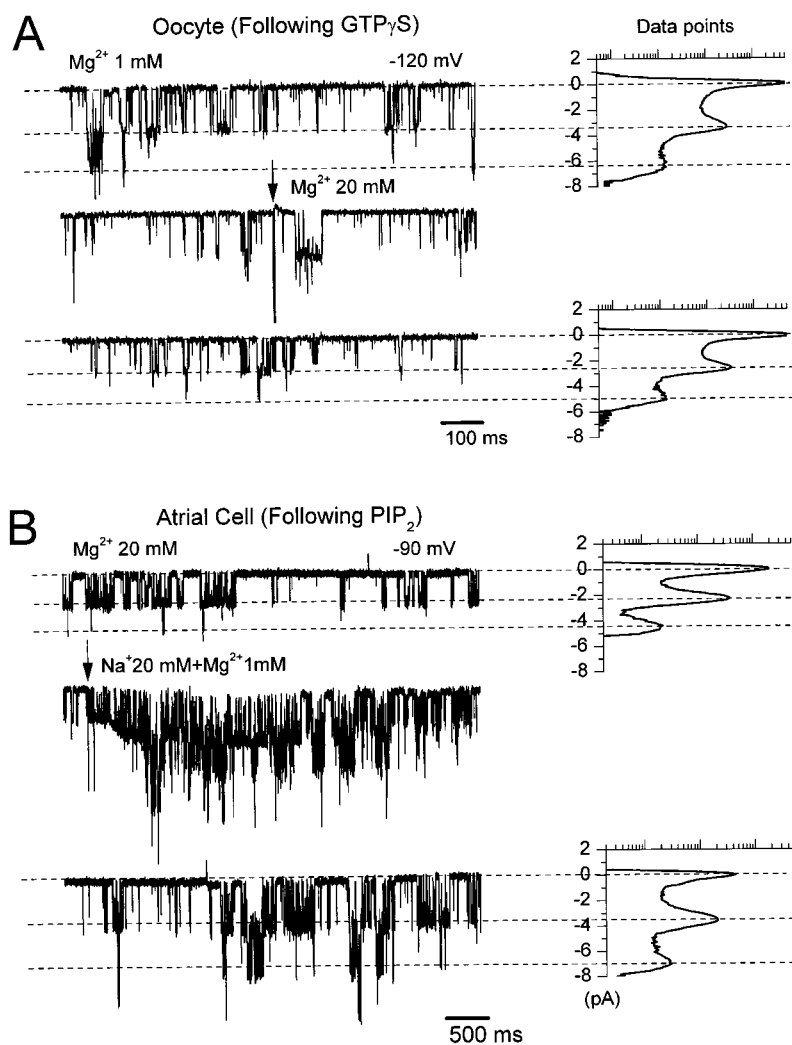 A
Oocyte (Following GTPγS)
Data points
Mg²⁺ 1 mM
-120 mV
2
0
-2
-4
-6
-8
Mg²⁺ 20 mM
2
0
-2
-4
-6
-8
100 ms
B
Atrial Cell (Following PIP₂)
Mg²⁺ 20 mM
-90 mV
2
0
-2
-4
-6
-8
Na⁺20 mM+Mg²⁺1mM
2
0
-2
-4
-6
-8
(pA)
500 ms